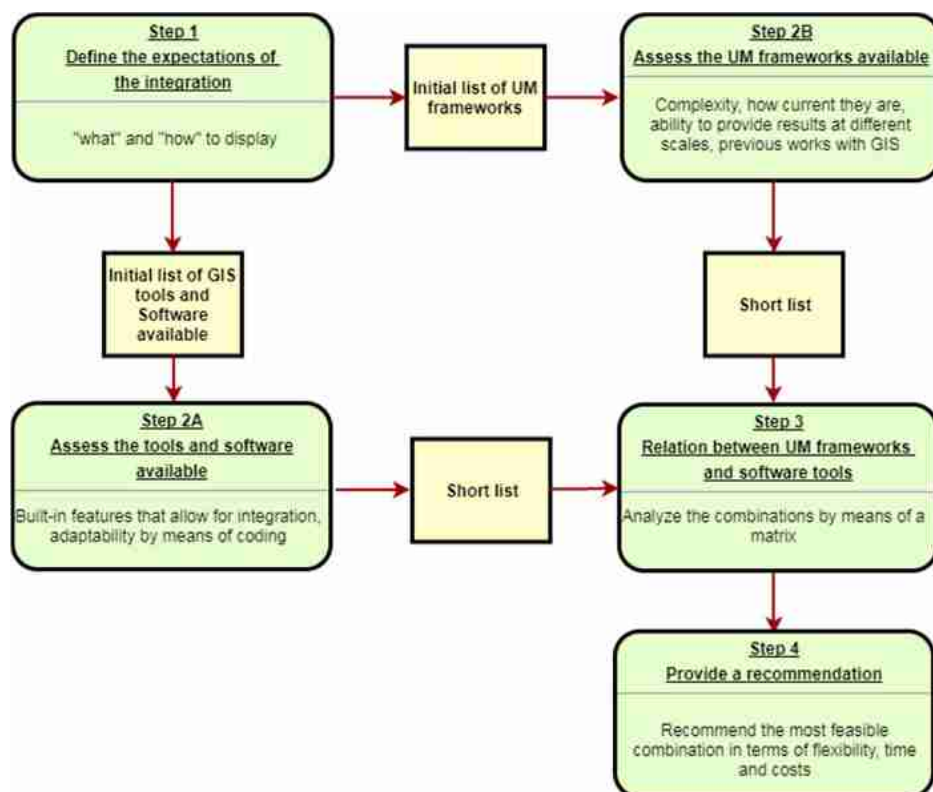 Step 1
Define the expectations of
the integration
"what" and "how" to display
Initial list of UM
frameworks
Step 2B
Assess the UM frameworks available
Complexity, how current they are,
ability to provide results at different
scales, previous works with GIS
Initial list of GIS
tools and
Software
available
Short list
Step 2A
Assess the tools and software
available
Built-in features that allow for integration,
adaptability by means of coding
Short list
Step 3
Relation between UM frameworks
and software tools
Analyze the combinations by means of a
matrix
Step 4
Provide a recommendation
Recommend the most feasible
combination in terms of flexibility, time
and costs